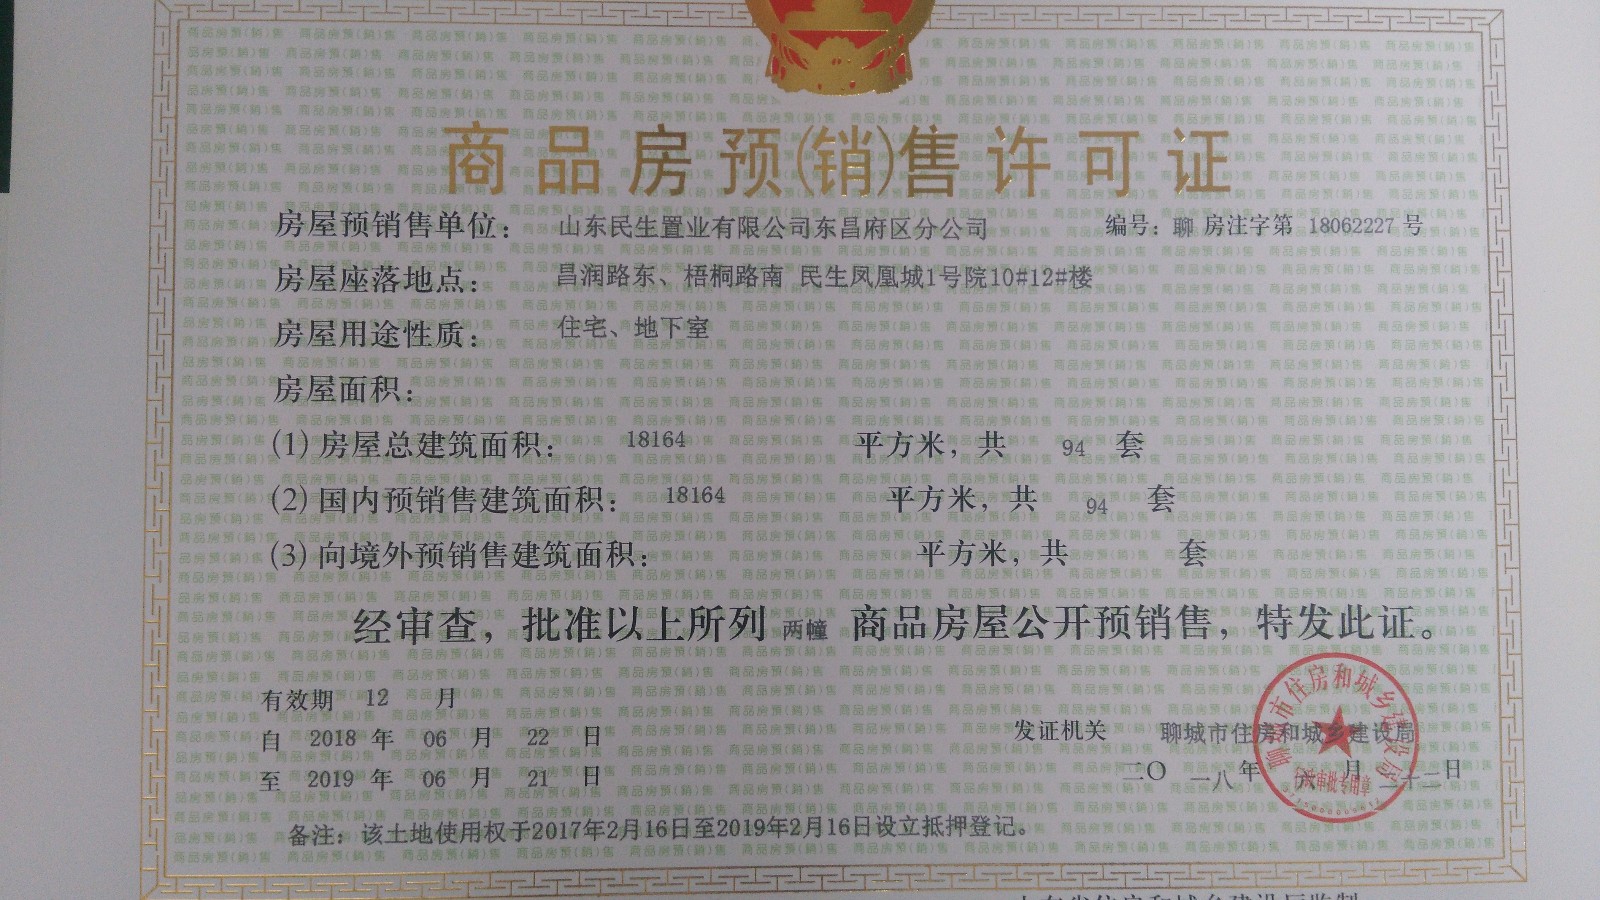 商品房预(销)售许可证
房屋预销售单位： 山东民生置业有限公司东昌府区分公司 编号：聊 房注字第 18062227 号
房屋座落地点： 昌润路东、梧桐路南 民生凤凰城1号院10#12#楼
房屋用途性质： 住宅、地下室
房屋面积：
(1) 房屋总建筑面积： 18164 平方米，共 94 套
(2) 国内预销售建筑面积： 18164 平方米，共 94 套
(3) 向境外预销售建筑面积： 平方米，共 套
经审查，批准以上所列 两幢 商品房屋公开预销售，特发此证。
有效期 12 月
自 2018 年 06 月 22 日
发证机关 聊城市住房和城乡建设局
至 2019 年 06 月 21 日
二〇一八 年 六 月 二十二 日
聊城市住房和城乡建设局
行政审批专用章
备注：该土地使用权于2017年2月16日至2019年2月16日设立抵押登记。